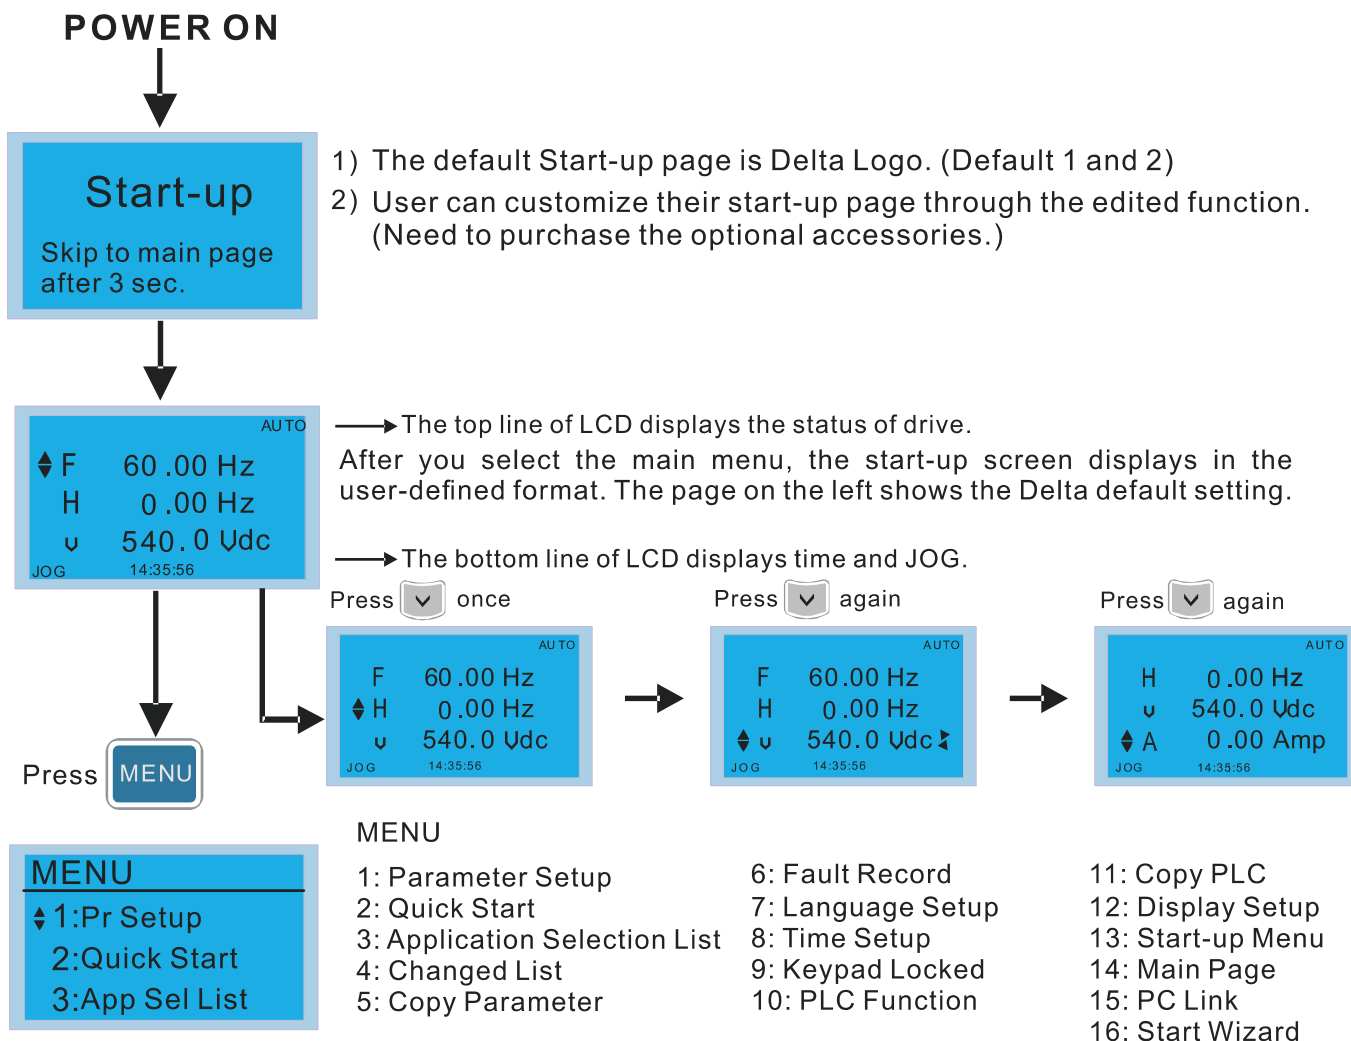 POWER ON
Start-up
Skip to main page
after 3 sec.
1) The default Start-up page is Delta Logo. (Default 1 and 2)
2) User can customize their start-up page through the edited function.
(Need to purchase the optional accessories.)
AUTO
F 60.00 Hz
H 0.00 Hz
u 540.0 Vdc
JOG 14:35:56
The top line of LCD displays the status of drive.
After you select the main menu, the start-up screen displays in the
user-defined format. The page on the left shows the Delta default setting.
The bottom line of LCD displays time and JOG.
Press once
AUTO
F 60.00 Hz
H 0.00 Hz
u 540.0 Vdc
JOG 14:35:56
Press again
AUTO
F 60.00 Hz
H 0.00 Hz
u 540.0 Vdc
JOG 14:35:56
Press again
AUTO
H 0.00 Hz
u 540.0 Vdc
A 0.00 Amp
JOG 14:35:56
Press MENU
MENU
1:Pr Setup
2:Quick Start
3:App Sel List
MENU
1: Parameter Setup
2: Quick Start
3: Application Selection List
4: Changed List
5: Copy Parameter
6: Fault Record
7: Language Setup
8: Time Setup
9: Keypad Locked
10: PLC Function
11: Copy PLC
12: Display Setup
13: Start-up Menu
14: Main Page
15: PC Link
16: Start Wizard